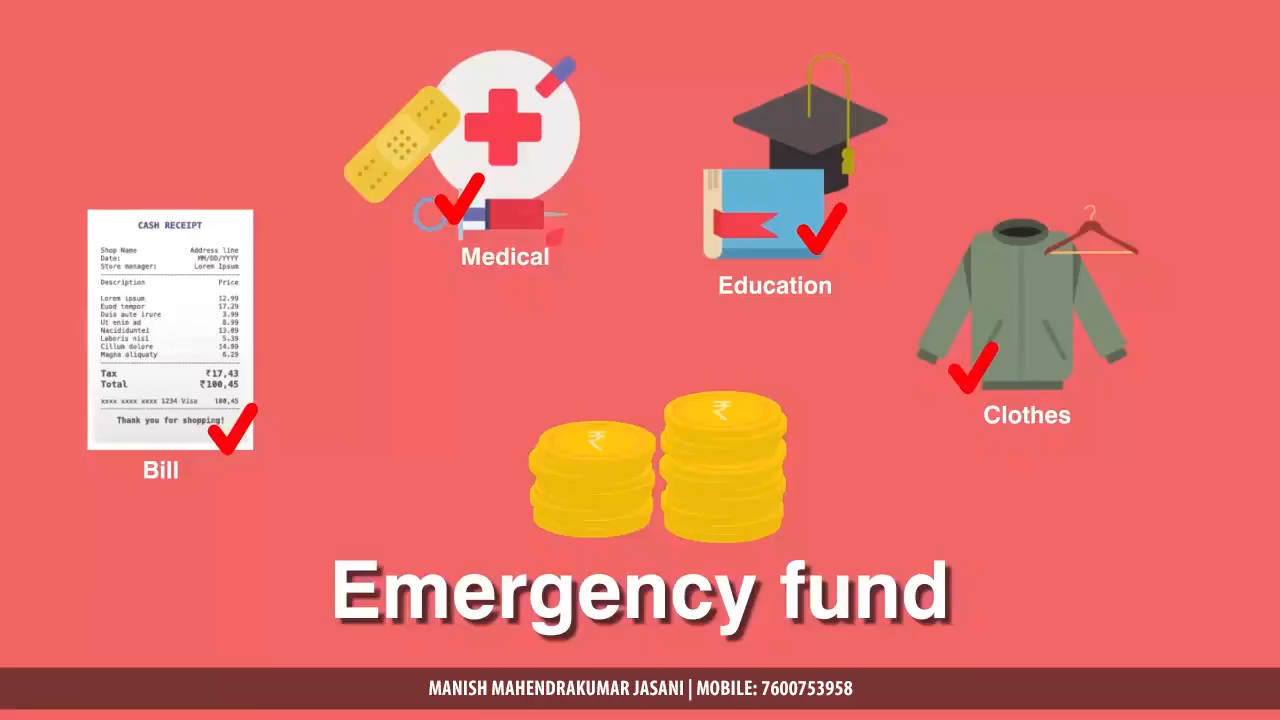 CASH RECEIPT
Shop Name Address line
Date: MM/DD/YYYY
Store manager: Lorem Ipsum
Description Price
Lorem ipsum 12.99
Euod tempor 17.29
Duis aute irure 3.99
Ut enim ad 8.99
Nacididuntei 13.09
Laboris nisi 5.39
Cillum dolore 14.99
Magna aliquaty 6.29
Tax ₹17,43
Total ₹100,45
xxxx xxxx xxxx 1234 Visa 100,45
Thank you for shopping!
Bill
Medical
Education
Clothes
₹ ₹
Emergency fund
MANISH MAHENDRAKUMAR JASANI | MOBILE: 7600753958